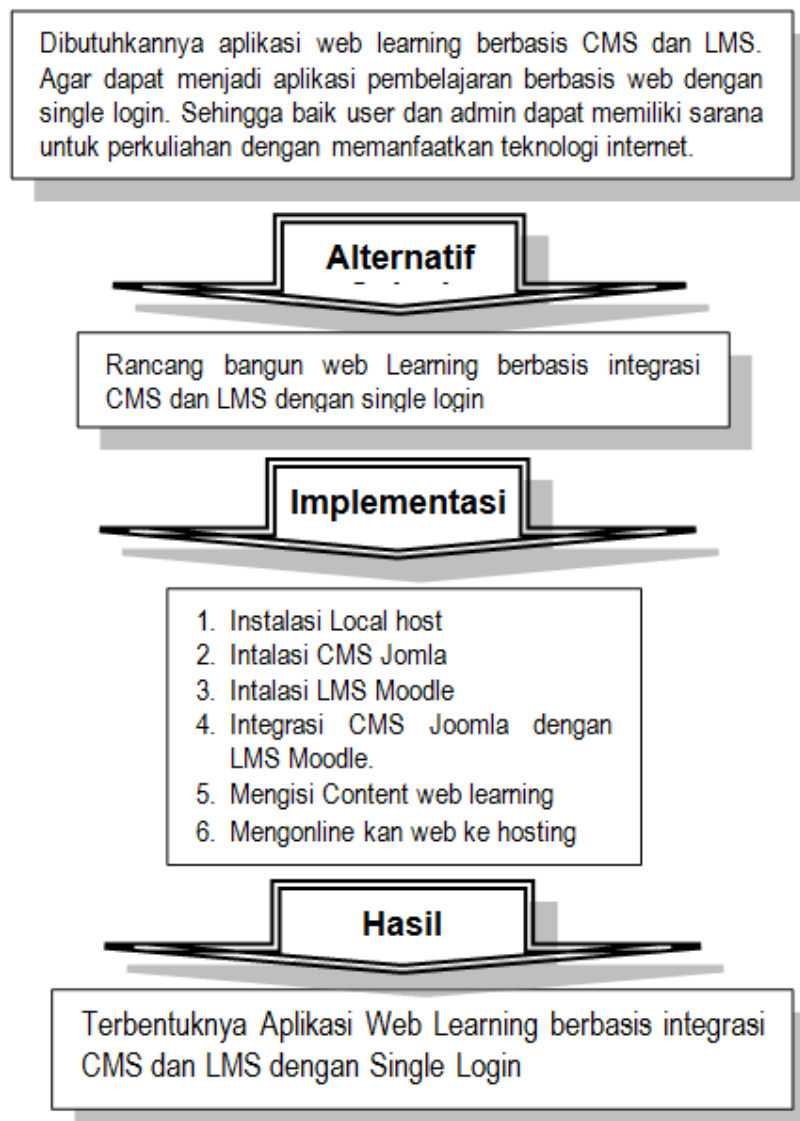 Dibutuhkannya aplikasi web learning berbasis CMS dan LMS.
Agar dapat menjadi aplikasi pembelajaran berbasis web dengan
single login. Sehingga baik user dan admin dapat memiliki sarana
untuk perkuliahan dengan memanfaatkan teknologi internet.
Alternatif
Rancang bangun web Learning berbasis integrasi
CMS dan LMS dengan single login
Implementasi
1. Instalasi Local host
2. Intalasi CMS Jomla
3. Intalasi LMS Moodle
4. Integrasi CMS Joomla dengan
LMS Moodle.
5. Mengisi Content web learning
6. Mengonline kan web ke hosting
Hasil
Terbentuknya Aplikasi Web Learning berbasis integrasi
CMS dan LMS dengan Single Login